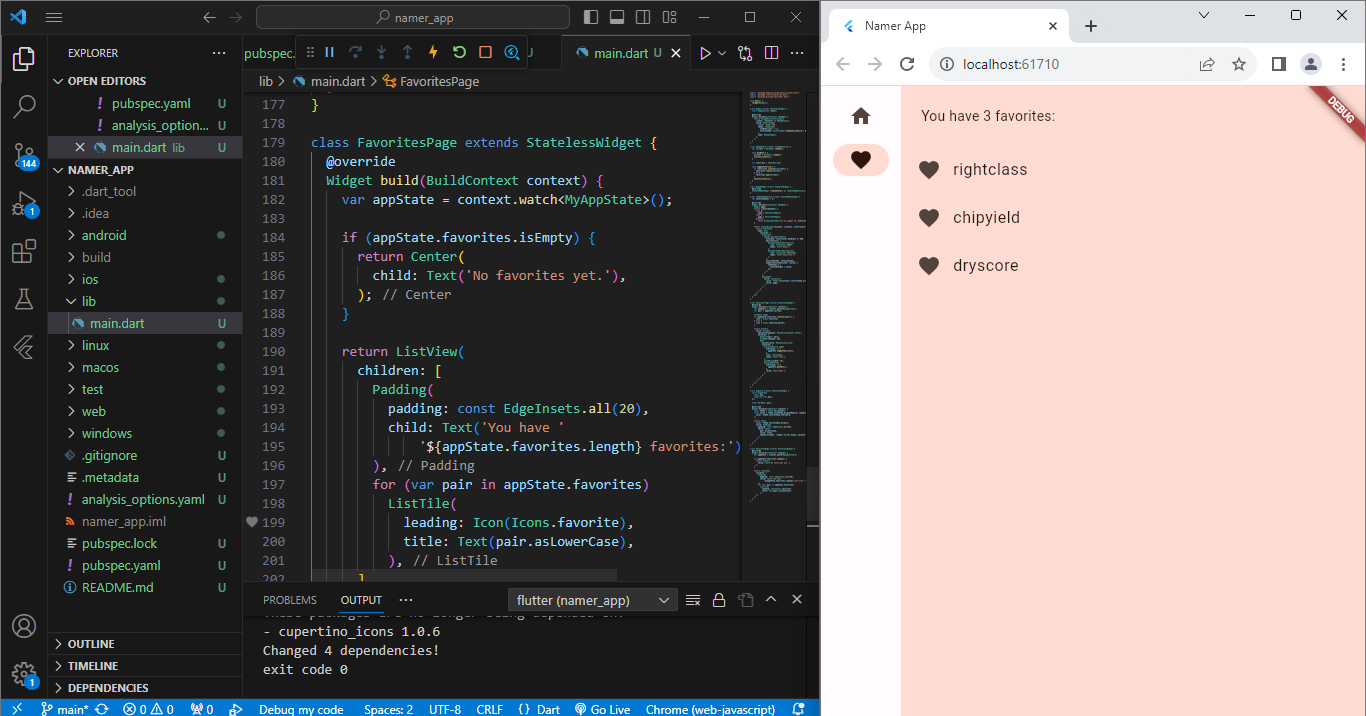 namer_app
EXPLORER
OPEN EDITORS
! pubspec.yaml U
! analysis_option... U
main.dart lib U
NAMER_APP
.dart_tool
.idea
android
build
ios
lib
main.dart U
linux
macos
test
web
windows
.gitignore U
.metadata U
! analysis_options.yaml U
namer_app.iml
pubspec.lock U
! pubspec.yaml U
README.md U
OUTLINE
TIMELINE
DEPENDENCIES
144
1
1
pubspec. U
main.dart U
lib > main.dart > FavoritesPage
177 }
178
179 class FavoritesPage extends StatelessWidget {
180 @override
181 Widget build(BuildContext context) {
182 var appState = context.watch<MyAppState>();
183
184 if (appState.favorites.isEmpty) {
185 return Center(
186 child: Text('No favorites yet.'),
187 ); // Center
188 }
189
190 return ListView(
191 children: [
192 Padding(
193 padding: const EdgeInsets.all(20),
194 child: Text('You have '
195 '${appState.favorites.length} favorites:')
196 ), // Padding
197 for (var pair in appState.favorites)
198 ListTile(
199 leading: Icon(Icons.favorite),
200 title: Text(pair.asLowerCase),
201 ), // ListTile
202 ]
PROBLEMS OUTPUT ... flutter (namer_app)
- cupertino_icons 1.0.6
Changed 4 dependencies!
exit code 0
main* 0 0 0 Debug my code Spaces: 2 UTF-8 CRLF {} Dart Go Live Chrome (web-javascript)
Namer App
localhost:61710
DEBUG
You have 3 favorites:
rightclass
chipyield
dryscore